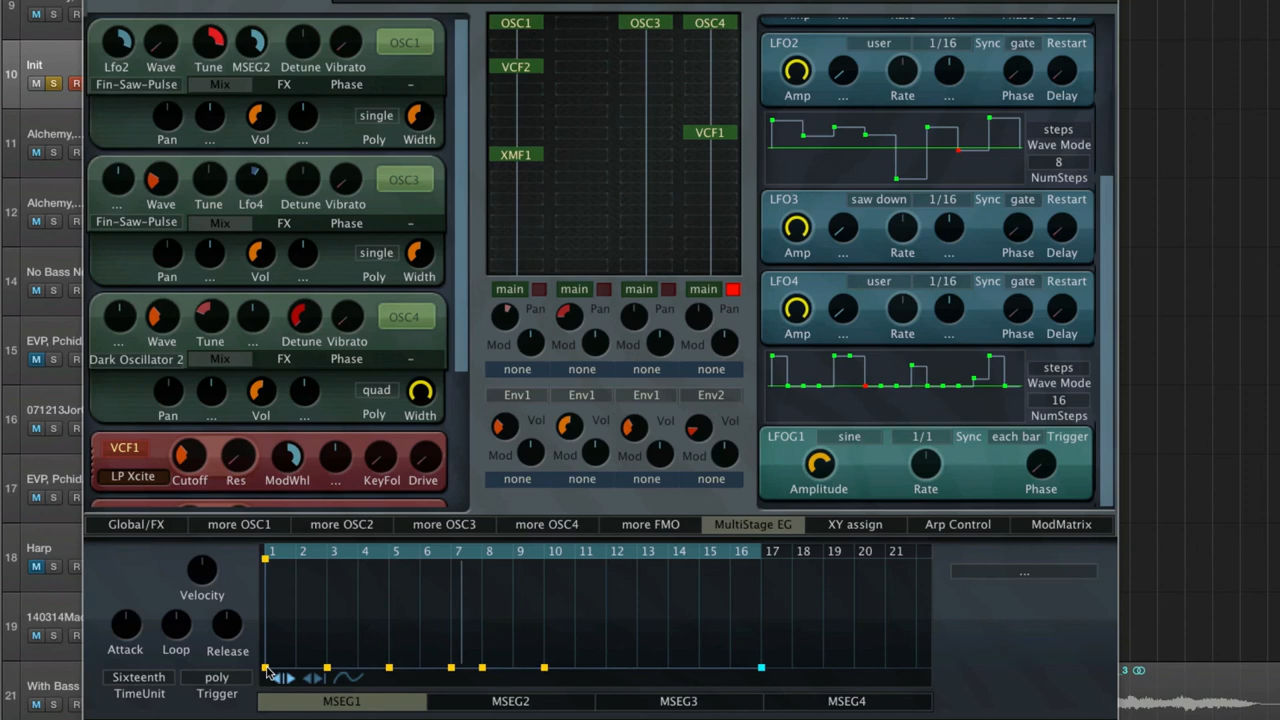 9
M S R
Init
10
M S R
Alchemy,...
11
M S R
Alchemy,...
12
M S R
No Bass N
14
M S R
EVP, Pchid
15
M S R
071213Jor
16
M S R
EVP, Pchid
17
M S R
Harp
18
M S R
140314Mac
19
M S R
With Bass
21
M S R
Lfo2 Wave Tune MSEG2 Detune Vibrato OSC1
Fin-Saw-Pulse Mix FX Phase –
single
Pan ... Vol ... Poly Width
... Wave Tune Lfo4 Detune Vibrato OSC3
Fin-Saw-Pulse Mix FX Phase –
single
Pan ... Vol ... Poly Width
... Wave Tune ... Detune Vibrato OSC4
Dark Oscillator 2 Mix FX Phase –
quad
Pan ... Vol ... Poly Width
VCF1
LP Xcite Cutoff Res ModWhl ... KeyFol Drive
OSC1 OSC3 OSC4
VCF2
VCF1
XMF1
main main main main
Pan Pan
Mod Mod
none none none none
Env1 Env1 Env1 Env2
Vol Vol
Mod Mod
none none none none
Amp ... Rate ... Phase Delay
LFO2 user 1/16 Sync gate Restart
Amp ... Rate ... Phase Delay
steps
Wave Mode
8
NumSteps
LFO3 saw down 1/16 Sync gate Restart
Amp ... Rate ... Phase Delay
LFO4 user 1/16 Sync gate Restart
Amp ... Rate ... Phase Delay
steps
Wave Mode
16
NumSteps
LFOG1 sine 1/1 Sync each bar Trigger
Amplitude Rate Phase
Global/FX more OSC1 more OSC2 more OSC3 more OSC4 more FMO MultiStage EG XY assign Arp Control ModMatrix
1 2 3 4 5 6 7 8 9 10 11 12 13 14 15 16 17 18 19 20 21
...
Velocity
Attack Loop Release
Sixteenth poly
TimeUnit Trigger
MSEG1 MSEG2 MSEG3 MSEG4
3